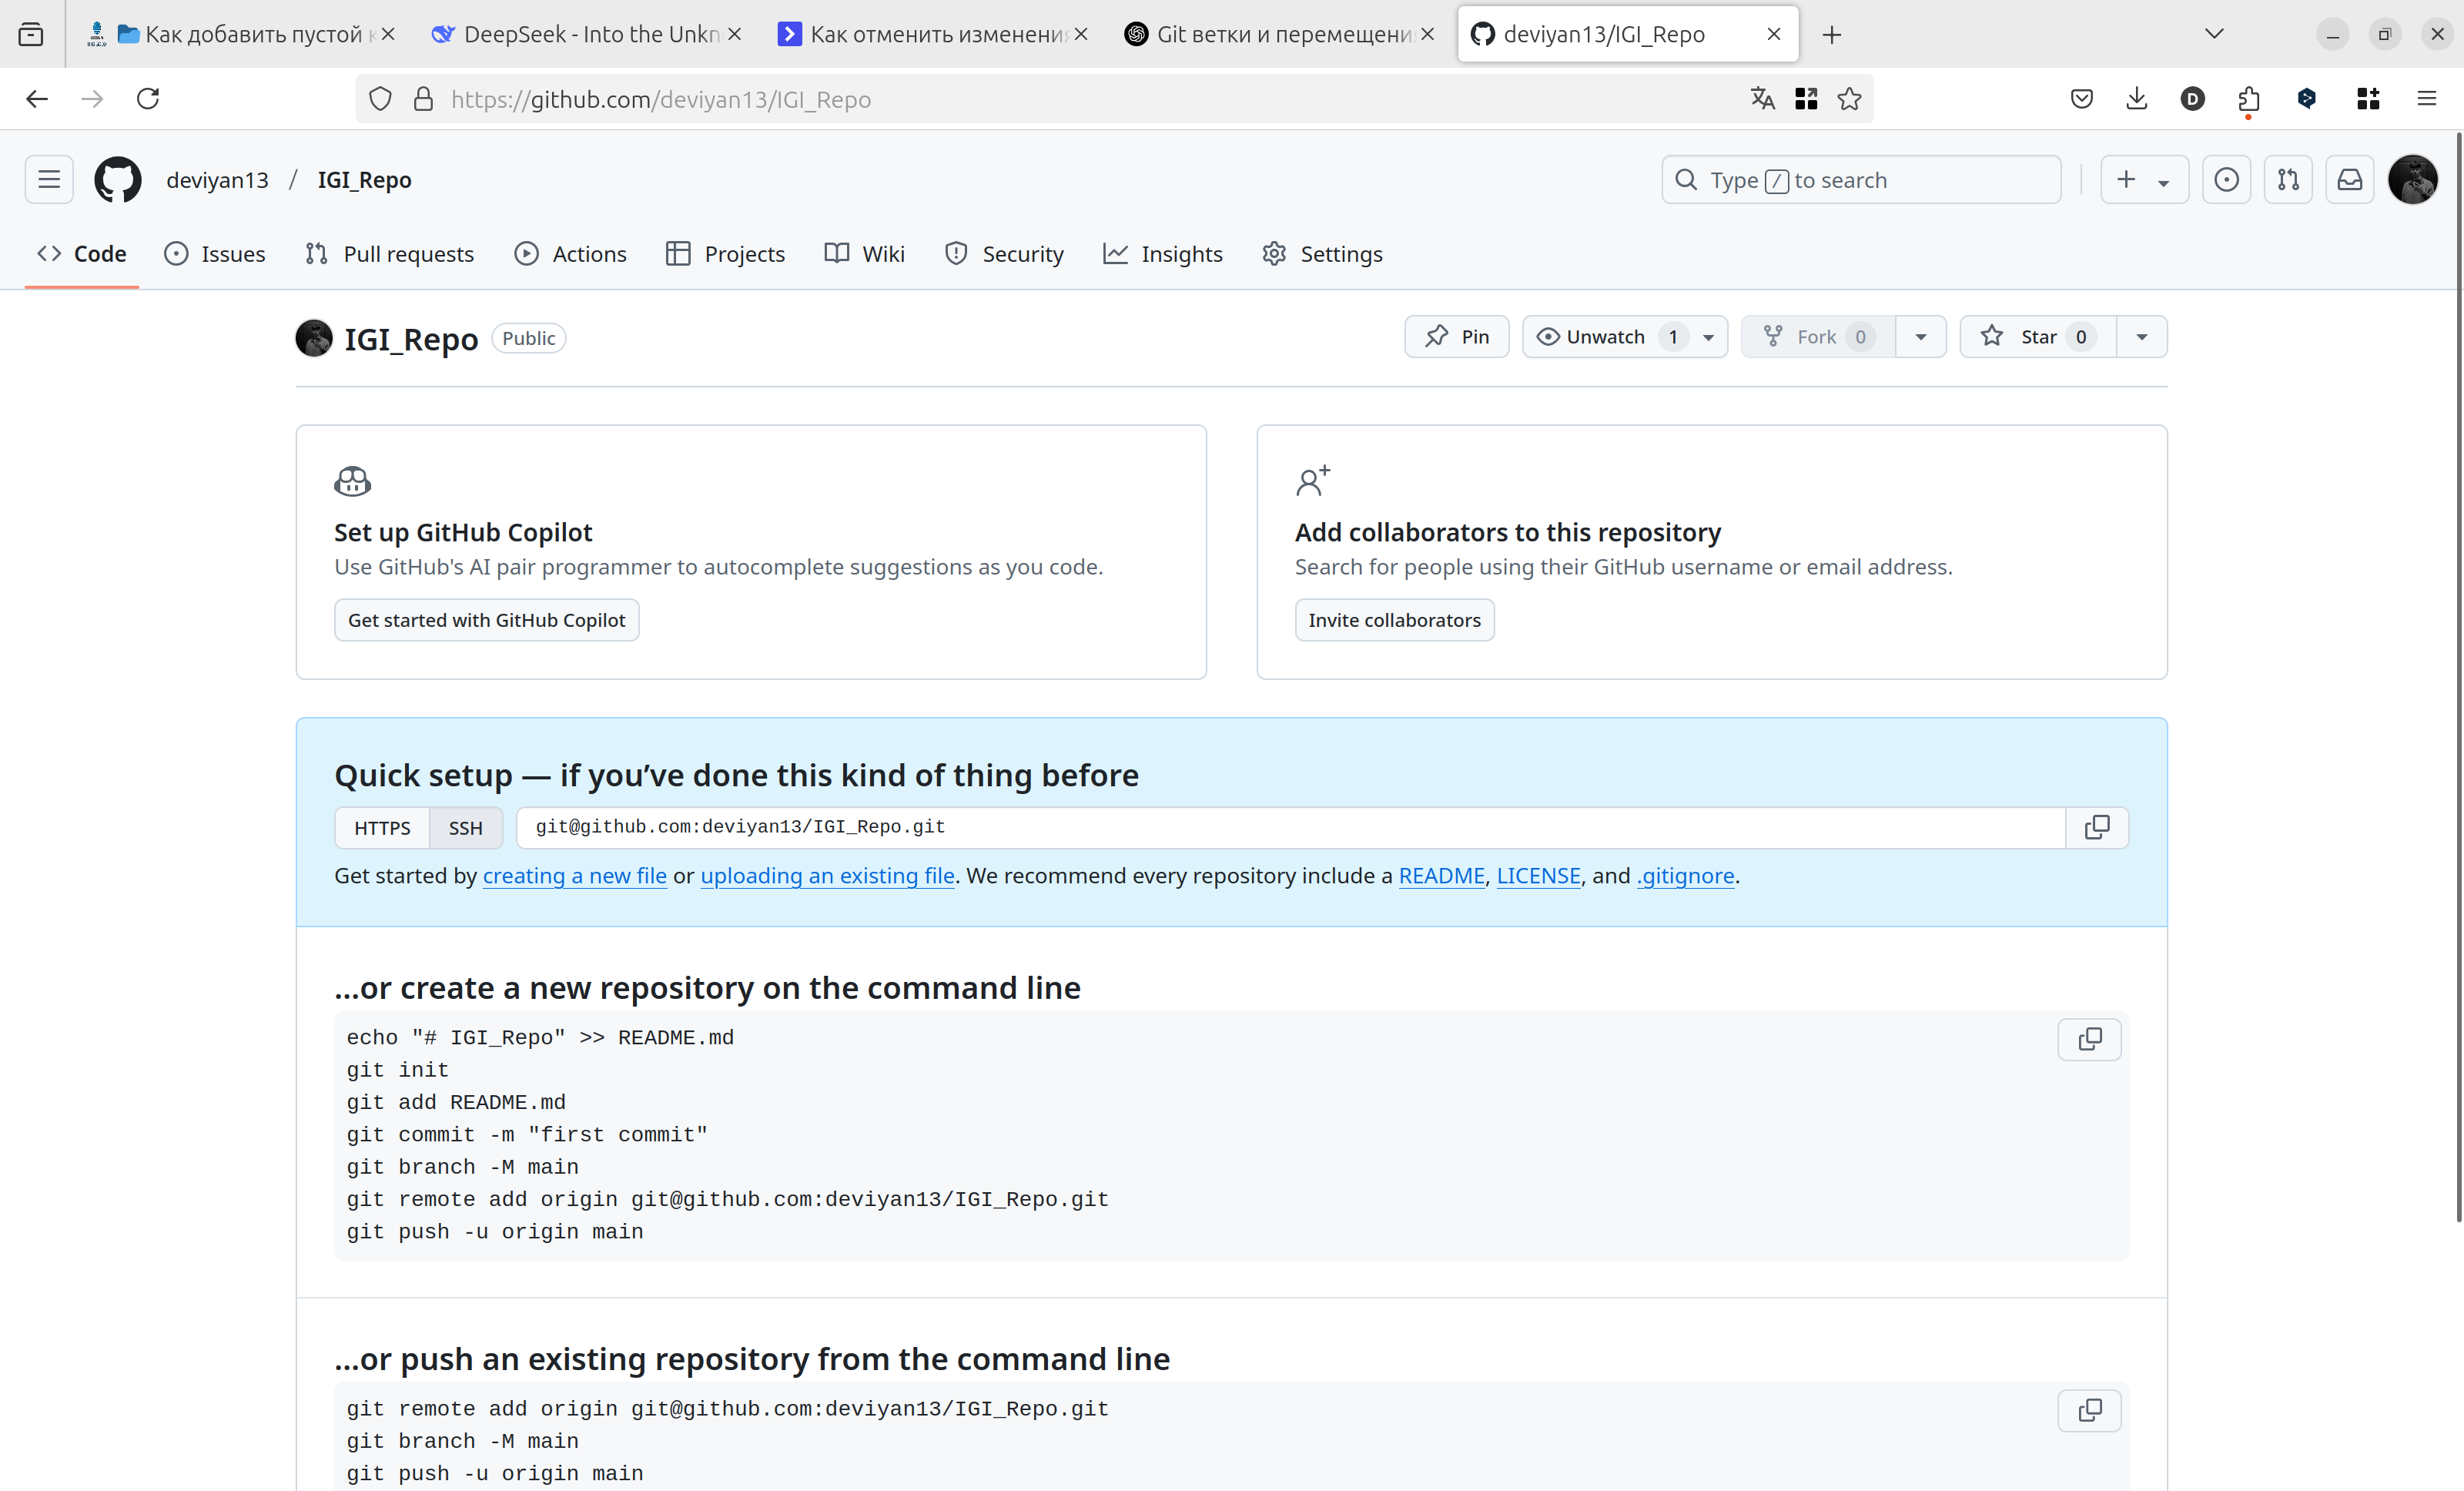 Как добавить пустой к
DeepSeek - Into the Unkn
Как отменить изменения
Git ветки и перемещени
deviyan13/IGI_Repo
https://github.com/deviyan13/IGI_Repo
D
deviyan13 / IGI_Repo
Type / to search
Code
Issues
Pull requests
Actions
Projects
Wiki
Security
Insights
Settings
IGI_Repo
Public
Pin
Unwatch 1
Fork 0
Star 0
Set up GitHub Copilot
Use GitHub's AI pair programmer to autocomplete suggestions as you code.
Get started with GitHub Copilot
Add collaborators to this repository
Search for people using their GitHub username or email address.
Invite collaborators
Quick setup — if you’ve done this kind of thing before
HTTPS
SSH
git@github.com:deviyan13/IGI_Repo.git
Get started by creating a new file or uploading an existing file. We recommend every repository include a README, LICENSE, and .gitignore.
…or create a new repository on the command line
echo "# IGI_Repo" >> README.md
git init
git add README.md
git commit -m "first commit"
git branch -M main
git remote add origin git@github.com:deviyan13/IGI_Repo.git
git push -u origin main
…or push an existing repository from the command line
git remote add origin git@github.com:deviyan13/IGI_Repo.git
git branch -M main
git push -u origin main